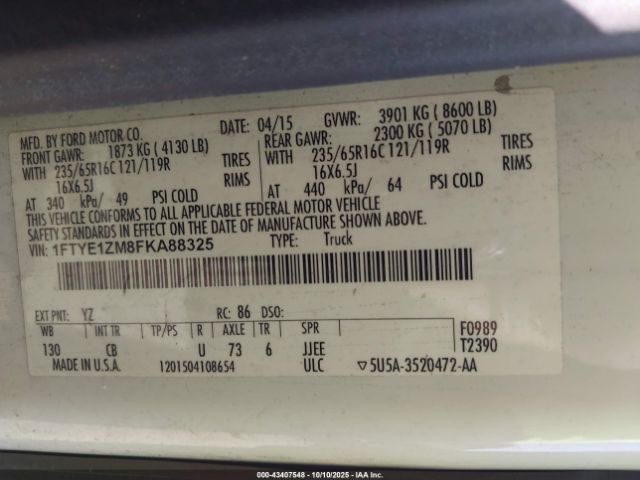 MFD. BY FORD MOTOR CO. DATE: 04/15 GVWR: 3901 KG ( 8600 LB)
FRONT GAWR: 1873 KG ( 4130 LB) REAR GAWR: 2300 KG ( 5070 LB)
WITH 235/65R16C 121/119R TIRES WITH 235/65R16C 121/119R TIRES
16X6.5J RIMS 16X6.5J RIMS
AT 340 kPa/ 49 PSI COLD AT 440 kPa/ 64 PSI COLD
THIS VEHICLE CONFORMS TO ALL APPLICABLE FEDERAL MOTOR VEHICLE
SAFETY STANDARDS IN EFFECT ON THE DATE OF MANUFACTURE SHOWN ABOVE.
VIN: 1FTYE1ZM8FKA88325 TYPE: Truck
EXT PNT: YZ RC: 86 DSO:
WB INT TR TP/PS R AXLE TR SPR F0989
130 CB U 73 6 JJEE T2390
MADE IN U.S.A. 1201504108654 ULC ▽5U5A-3520472-AA
000-43407548 - 10/10/2025 - IAA Inc.